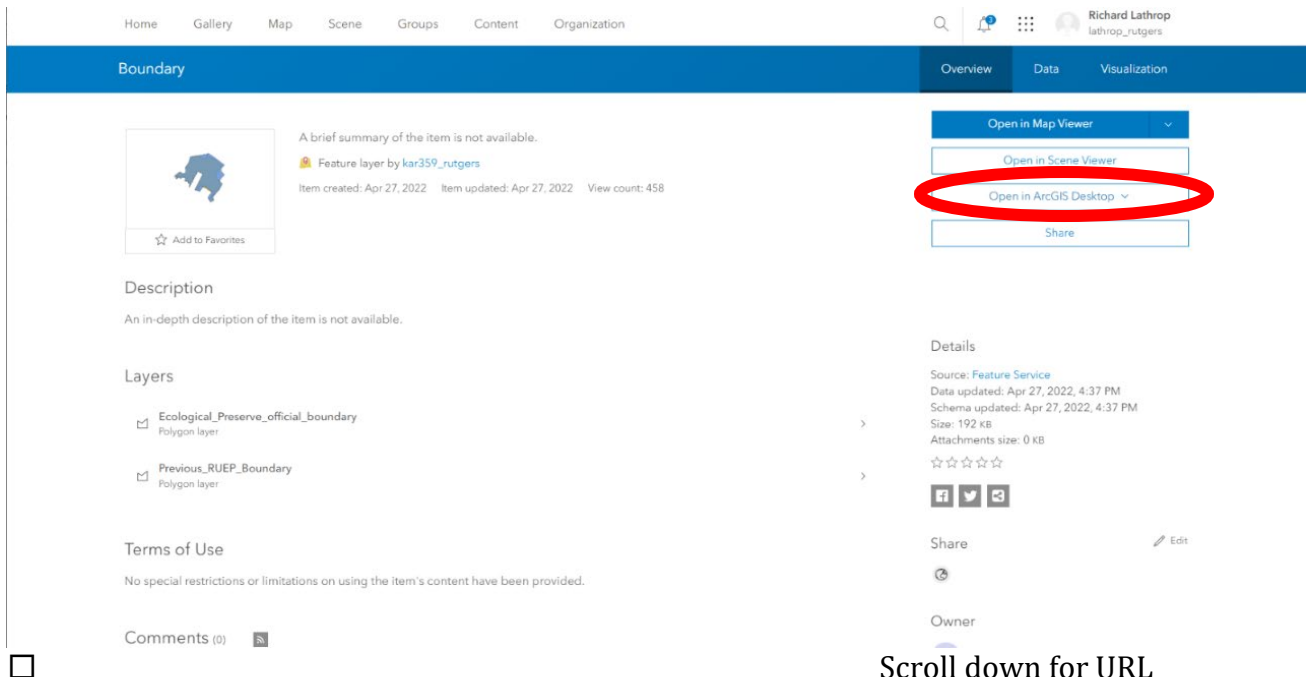 Home Gallery Map Scene Groups Content Organization
3
Richard Lathrop
lathrop_rutgers
Boundary
Overview Data Visualization
A brief summary of the item is not available.
Feature layer by kar359_rutgers
Item created: Apr 27, 2022 Item updated: Apr 27, 2022 View count: 458
Add to Favorites
Open in Map Viewer
Open in Scene Viewer
Open in ArcGIS Desktop
Share
Description
An in-depth description of the item is not available.
Layers
Ecological_Preserve_official_boundary
Polygon layer
Previous_RUEP_Boundary
Polygon layer
Terms of Use
No special restrictions or limitations on using the item's content have been provided.
Comments (0)
Details
Source: Feature Service
Data updated: Apr 27, 2022, 4:37 PM
Schema updated: Apr 27, 2022, 4:37 PM
Size: 192 KB
Attachments size: 0 KB
Share Edit
Owner
Scroll down for URL